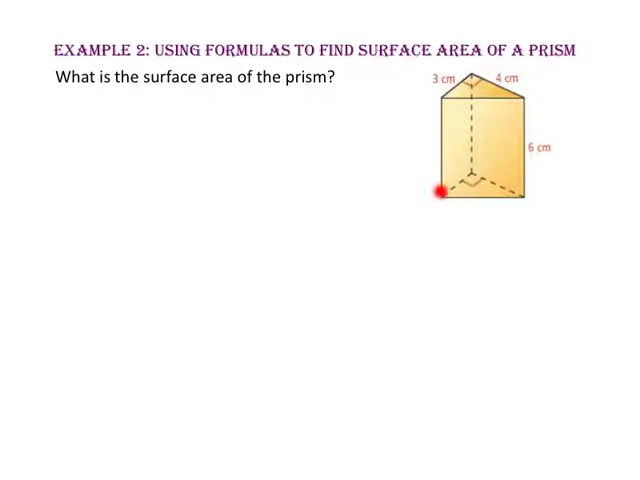 Example 2: Using Formulas to Find Surface Area of a Prism
What is the surface area of the prism?
3 cm
4 cm
6 cm